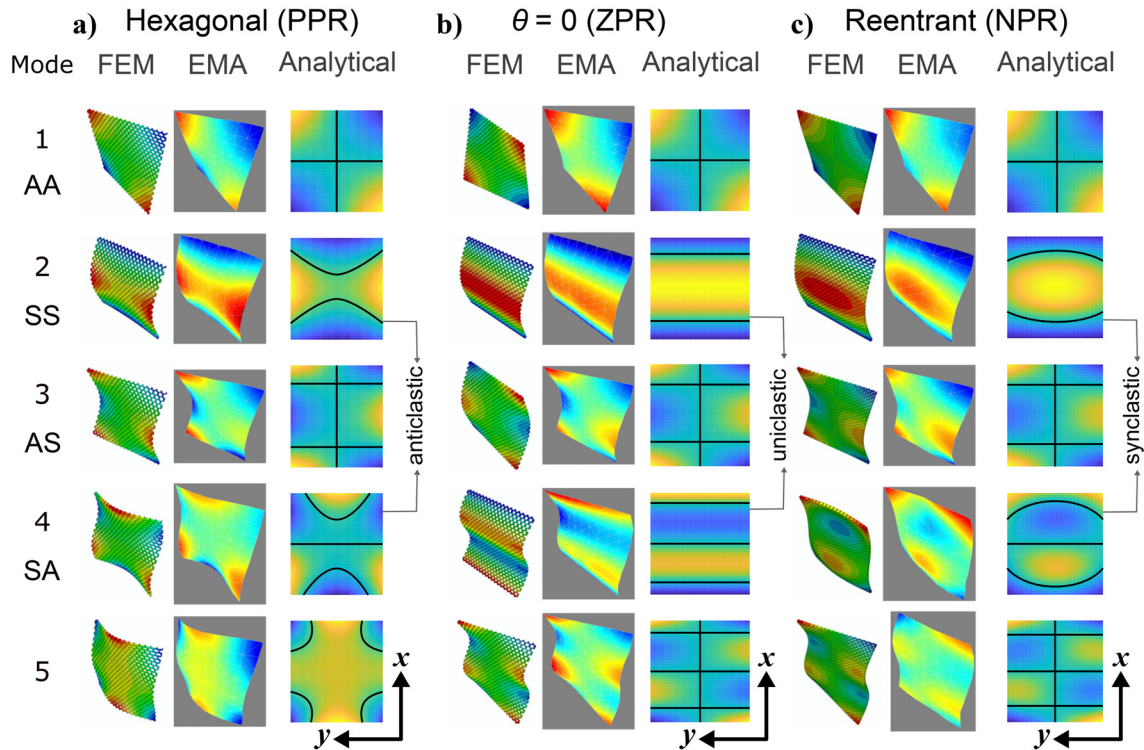 a) Hexagonal (PPR)
b) θ = 0 (ZPR)
c) Reentrant (NPR)
Mode FEM EMA Analytical FEM EMA Analytical FEM EMA Analytical
1
AA
2
SS
3
AS
4
SA
5
anticlastic
uniclastic
synclastic
x
y
x
y
x
y